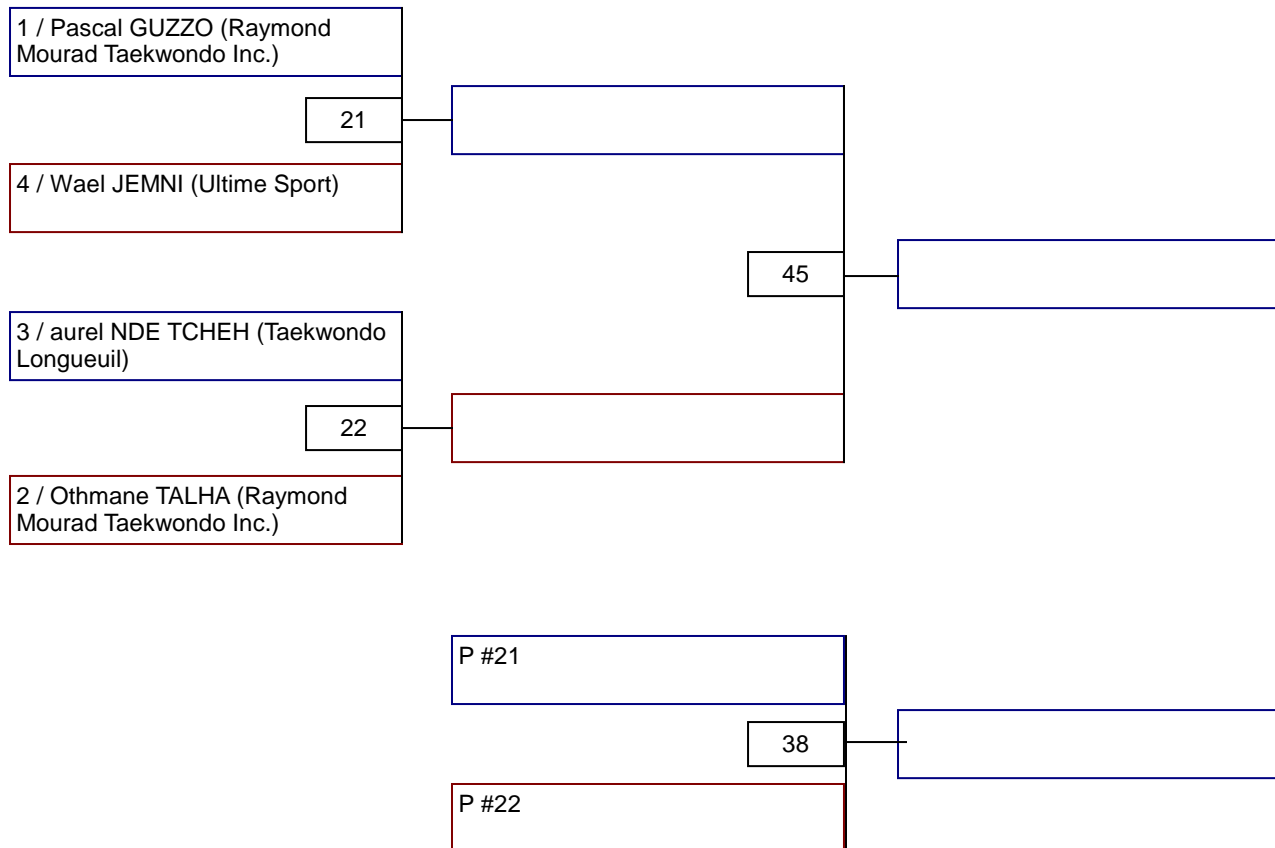 1 / Pascal GUZZO (Raymond
Mourad Taekwondo Inc.)
21
4 / Wael JEMNI (Ultime Sport)
45
3 / aurel NDE TCHEH (Taekwondo
Longueuil)
22
2 / Othmane TALHA (Raymond
Mourad Taekwondo Inc.)
P #21
38
P #22